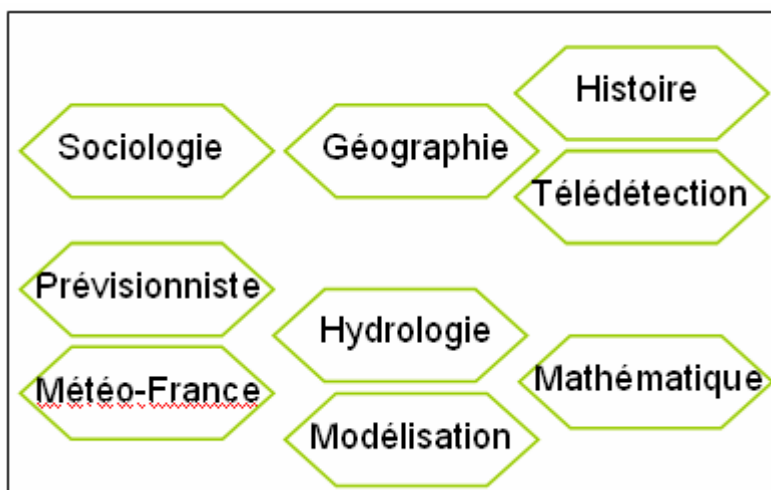 Histoire
Sociologie
Géographie
Télédétection
Prévisionniste
Hydrologie
Météo-France
Mathématique
Modélisation